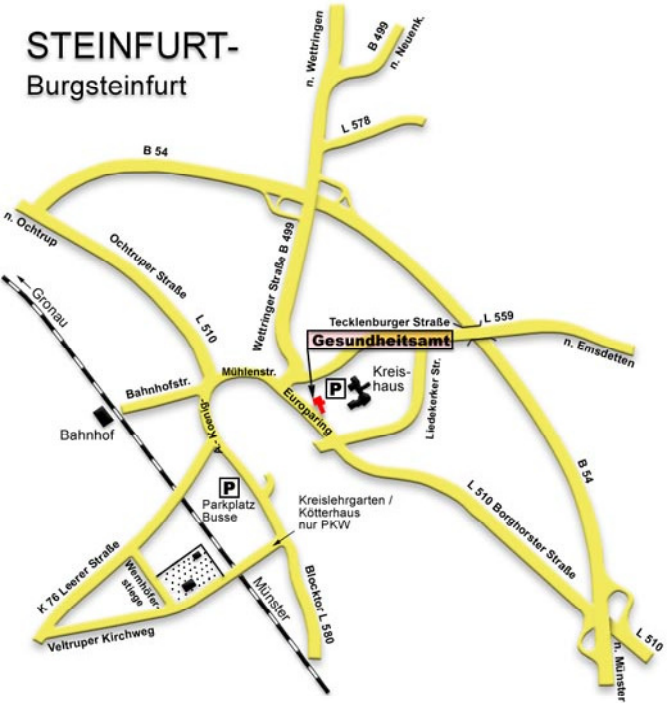 STEINFURT-
Burgsteinfurt
n. Wettringen
B 499
n. Neuenk.
L 578
B 54
n. Ochtrup
Ochtruper Straße
L 510
Gronau
Wettringer Straße B 499
Tecklenburger Straße
L 559
n. Emsdetten
Gesundheitsamt
Mühlenstr.
Bahnhofstr.
Bahnhof
P
Kreis-
haus
Europaring
Liedekerker Str.
A.- Koenig-
P
Parkplatz
Busse
Kreislehrgarten /
Kötterhaus
nur PKW
L 510 Borghorster Straße
B 54
K 76 Leerer Straße
Wemhöfer-
stiege
Veltruper Kirchweg
Münster
Blocktor L 580
L 510
n. Münster